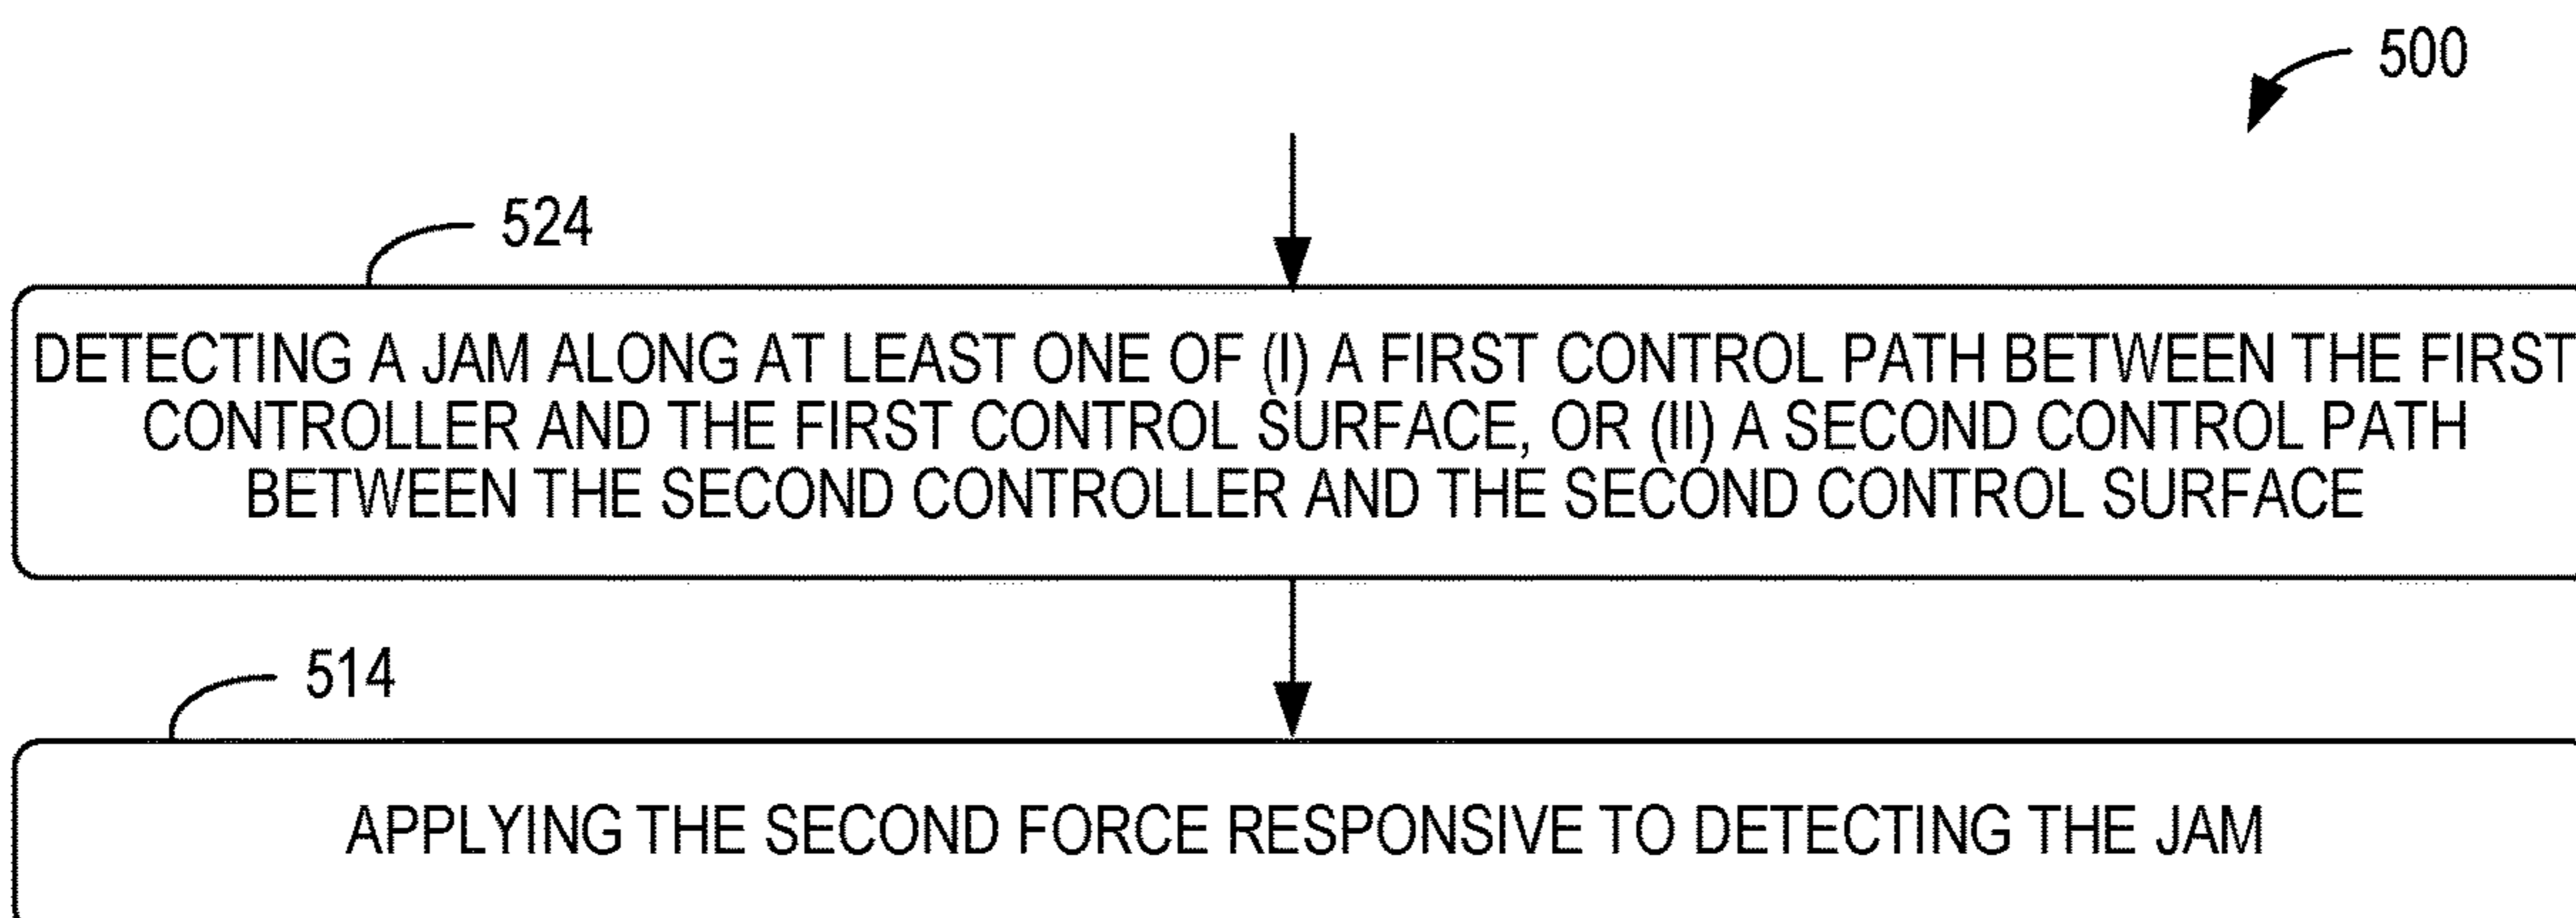 500
524
DETECTING A JAM ALONG AT LEAST ONE OF (I) A FIRST CONTROL PATH BETWEEN THE FIRST
CONTROLLER AND THE FIRST CONTROL SURFACE, OR (II) A SECOND CONTROL PATH
BETWEEN THE SECOND CONTROLLER AND THE SECOND CONTROL SURFACE
514
APPLYING THE SECOND FORCE RESPONSIVE TO DETECTING THE JAM